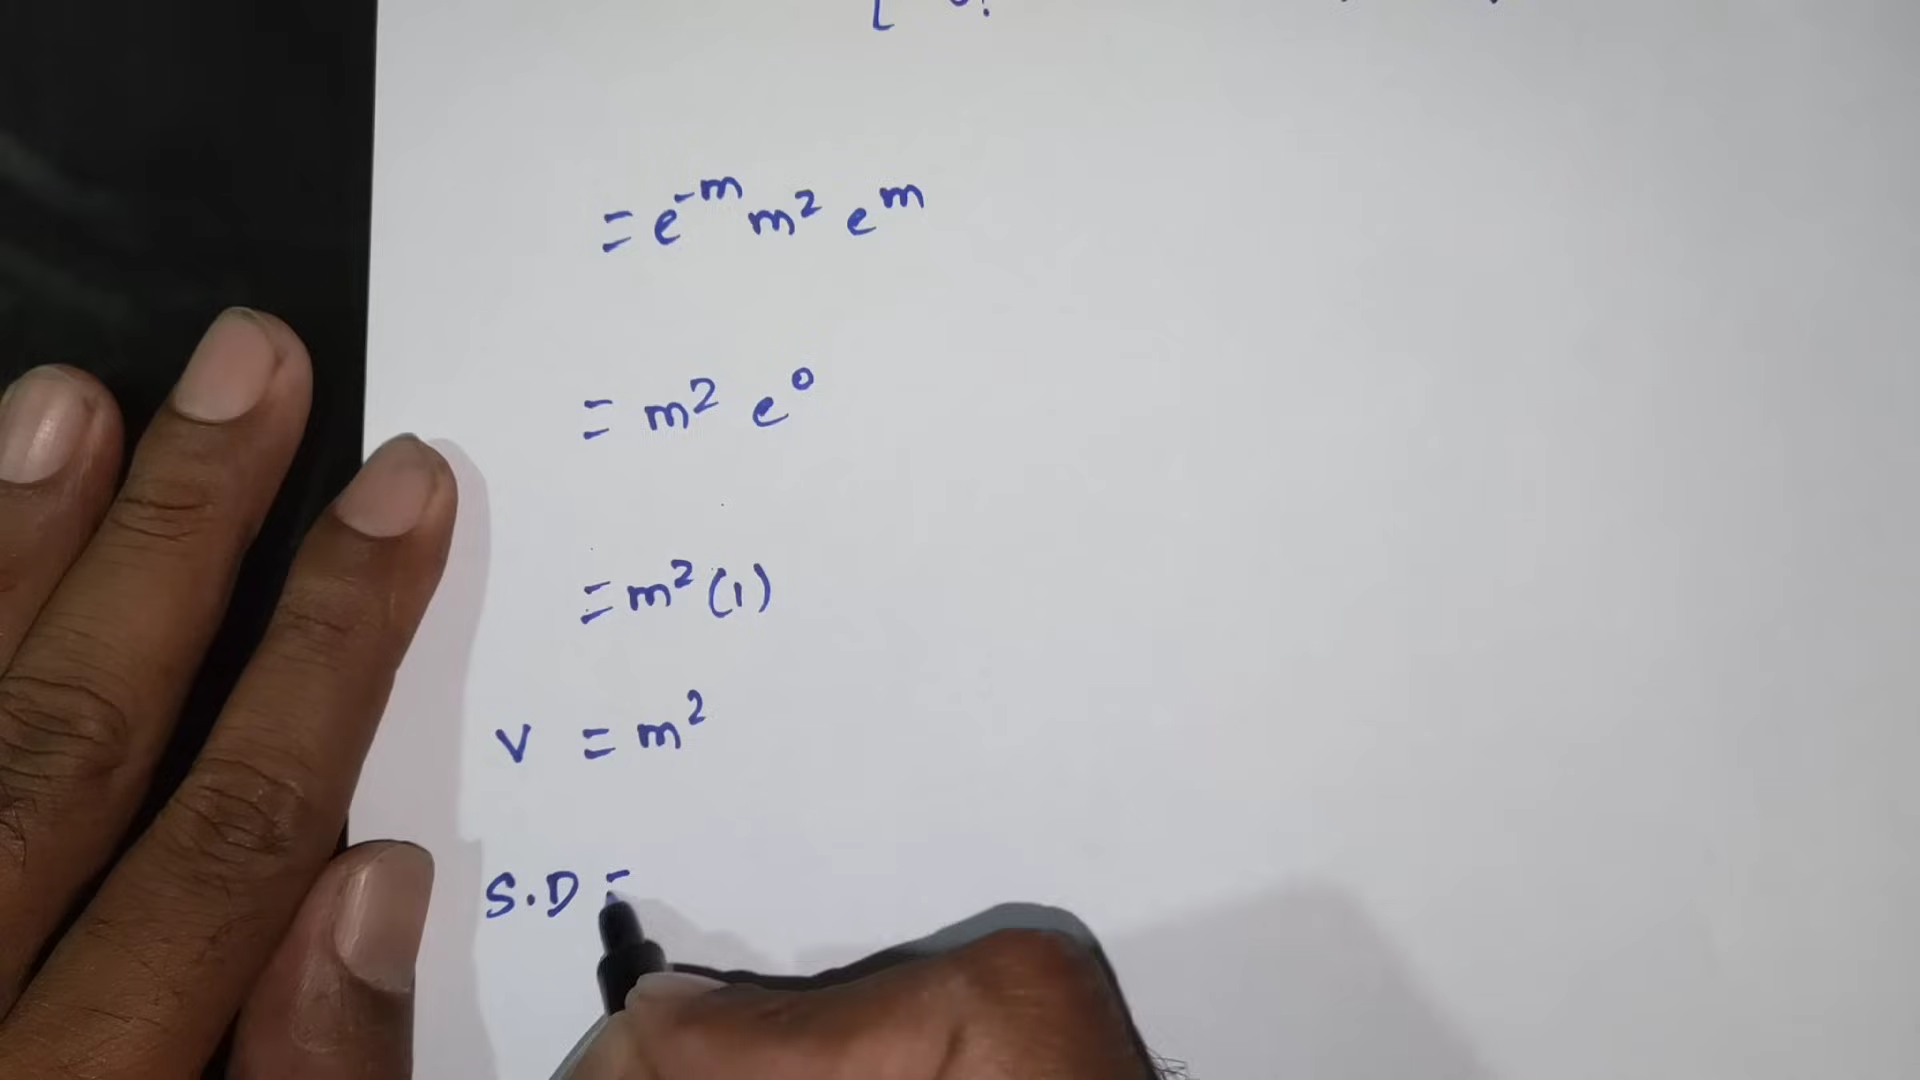 = e^{-m} m^2 e^m
= m^2 e^0
= m^2 (1)
V = m^2
S.D =